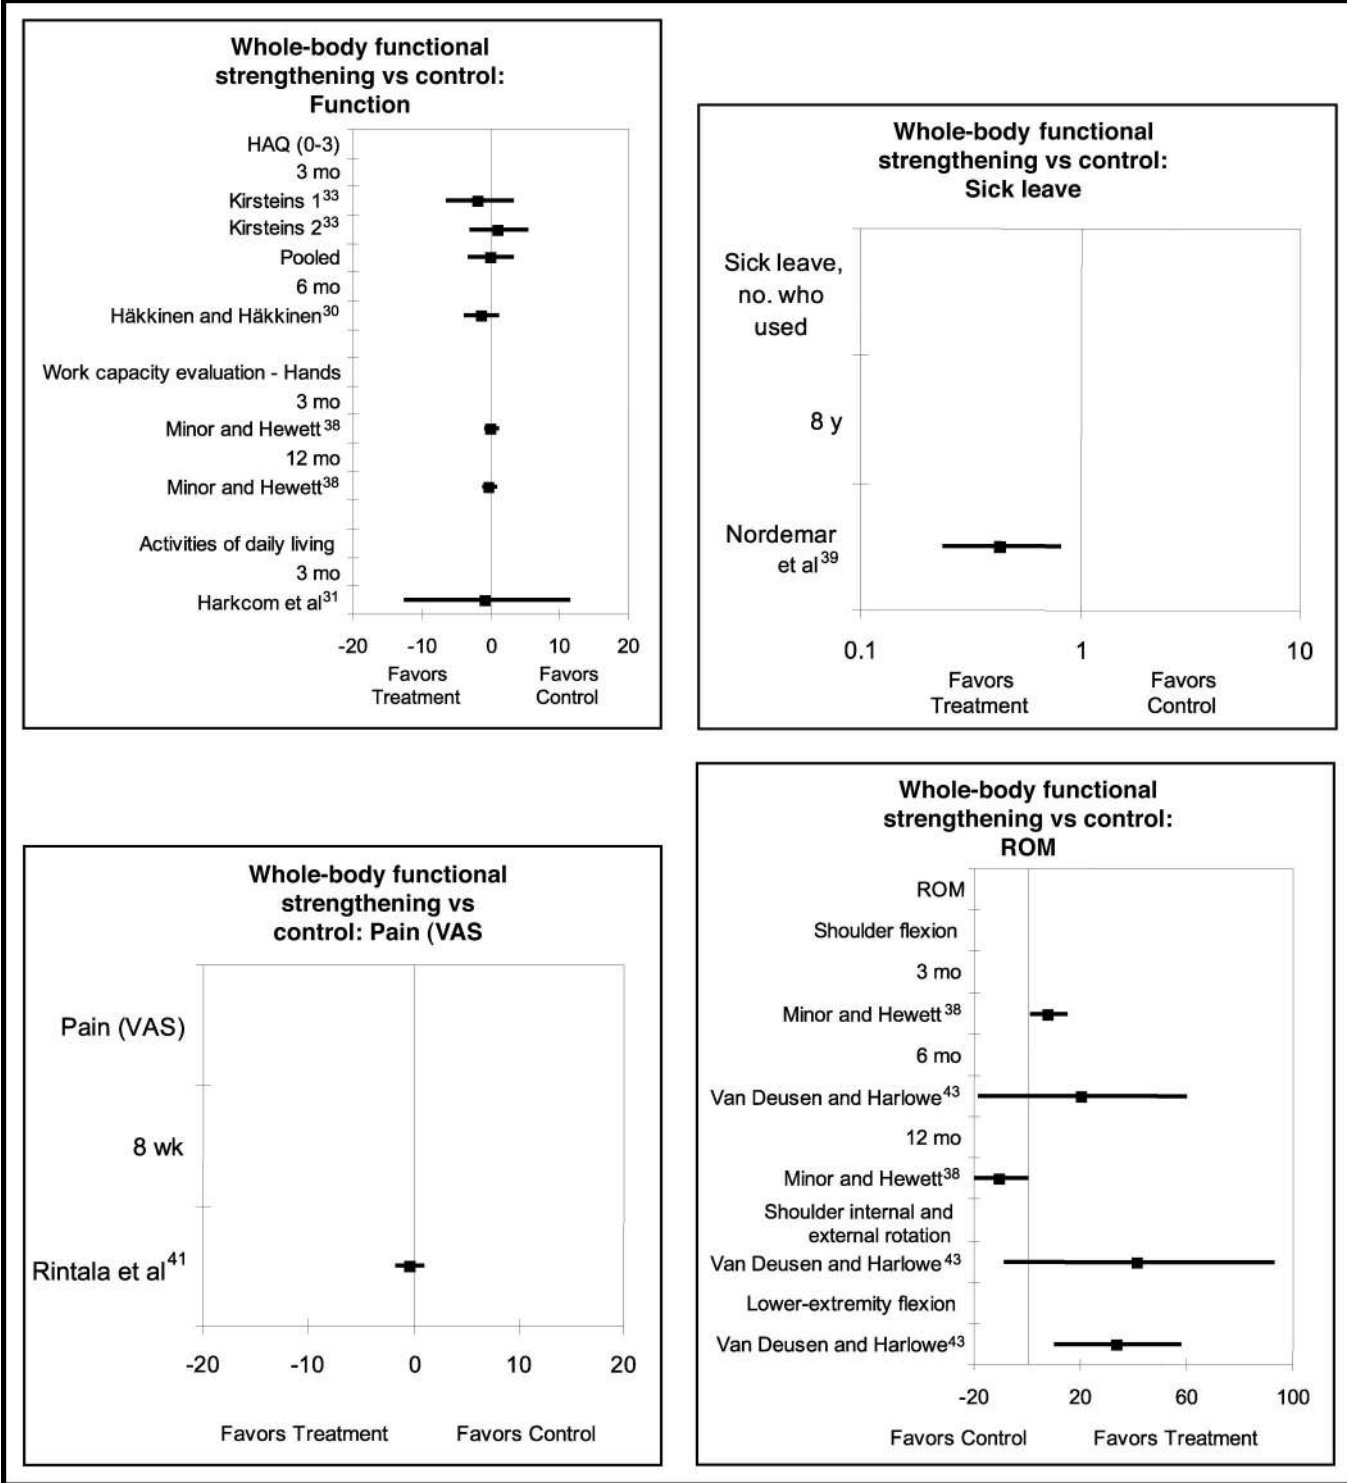 Whole-body functional
strengthening vs control:
Function
HAQ (0-3)
3 mo
Kirsteins 1³³
Kirsteins 2³³
Pooled
6 mo
Häkkinen and Häkkinen³⁰
Work capacity evaluation - Hands
3 mo
Minor and Hewett³⁸
12 mo
Minor and Hewett³⁸
Activities of daily living
3 mo
Harkcom et al³¹
-20 -10 0 10 20
Favors Favors
Treatment Control
Whole-body functional
strengthening vs control:
Sick leave
Sick leave,
no. who
used
8 y
Nordemar
et al³⁹
0.1 1 10
Favors Favors
Treatment Control
Whole-body functional
strengthening vs
control: Pain (VAS
Pain (VAS)
8 wk
Rintala et al⁴¹
-20 -10 0 10 20
Favors Treatment Favors Control
Whole-body functional
strengthening vs control:
ROM
ROM
Shoulder flexion
3 mo
Minor and Hewett³⁸
6 mo
Van Deusen and Harlowe⁴³
12 mo
Minor and Hewett³⁸
Shoulder internal and
external rotation
Van Deusen and Harlowe⁴³
Lower-extremity flexion
Van Deusen and Harlowe⁴³
-20 20 60 100
Favors Control Favors Treatment